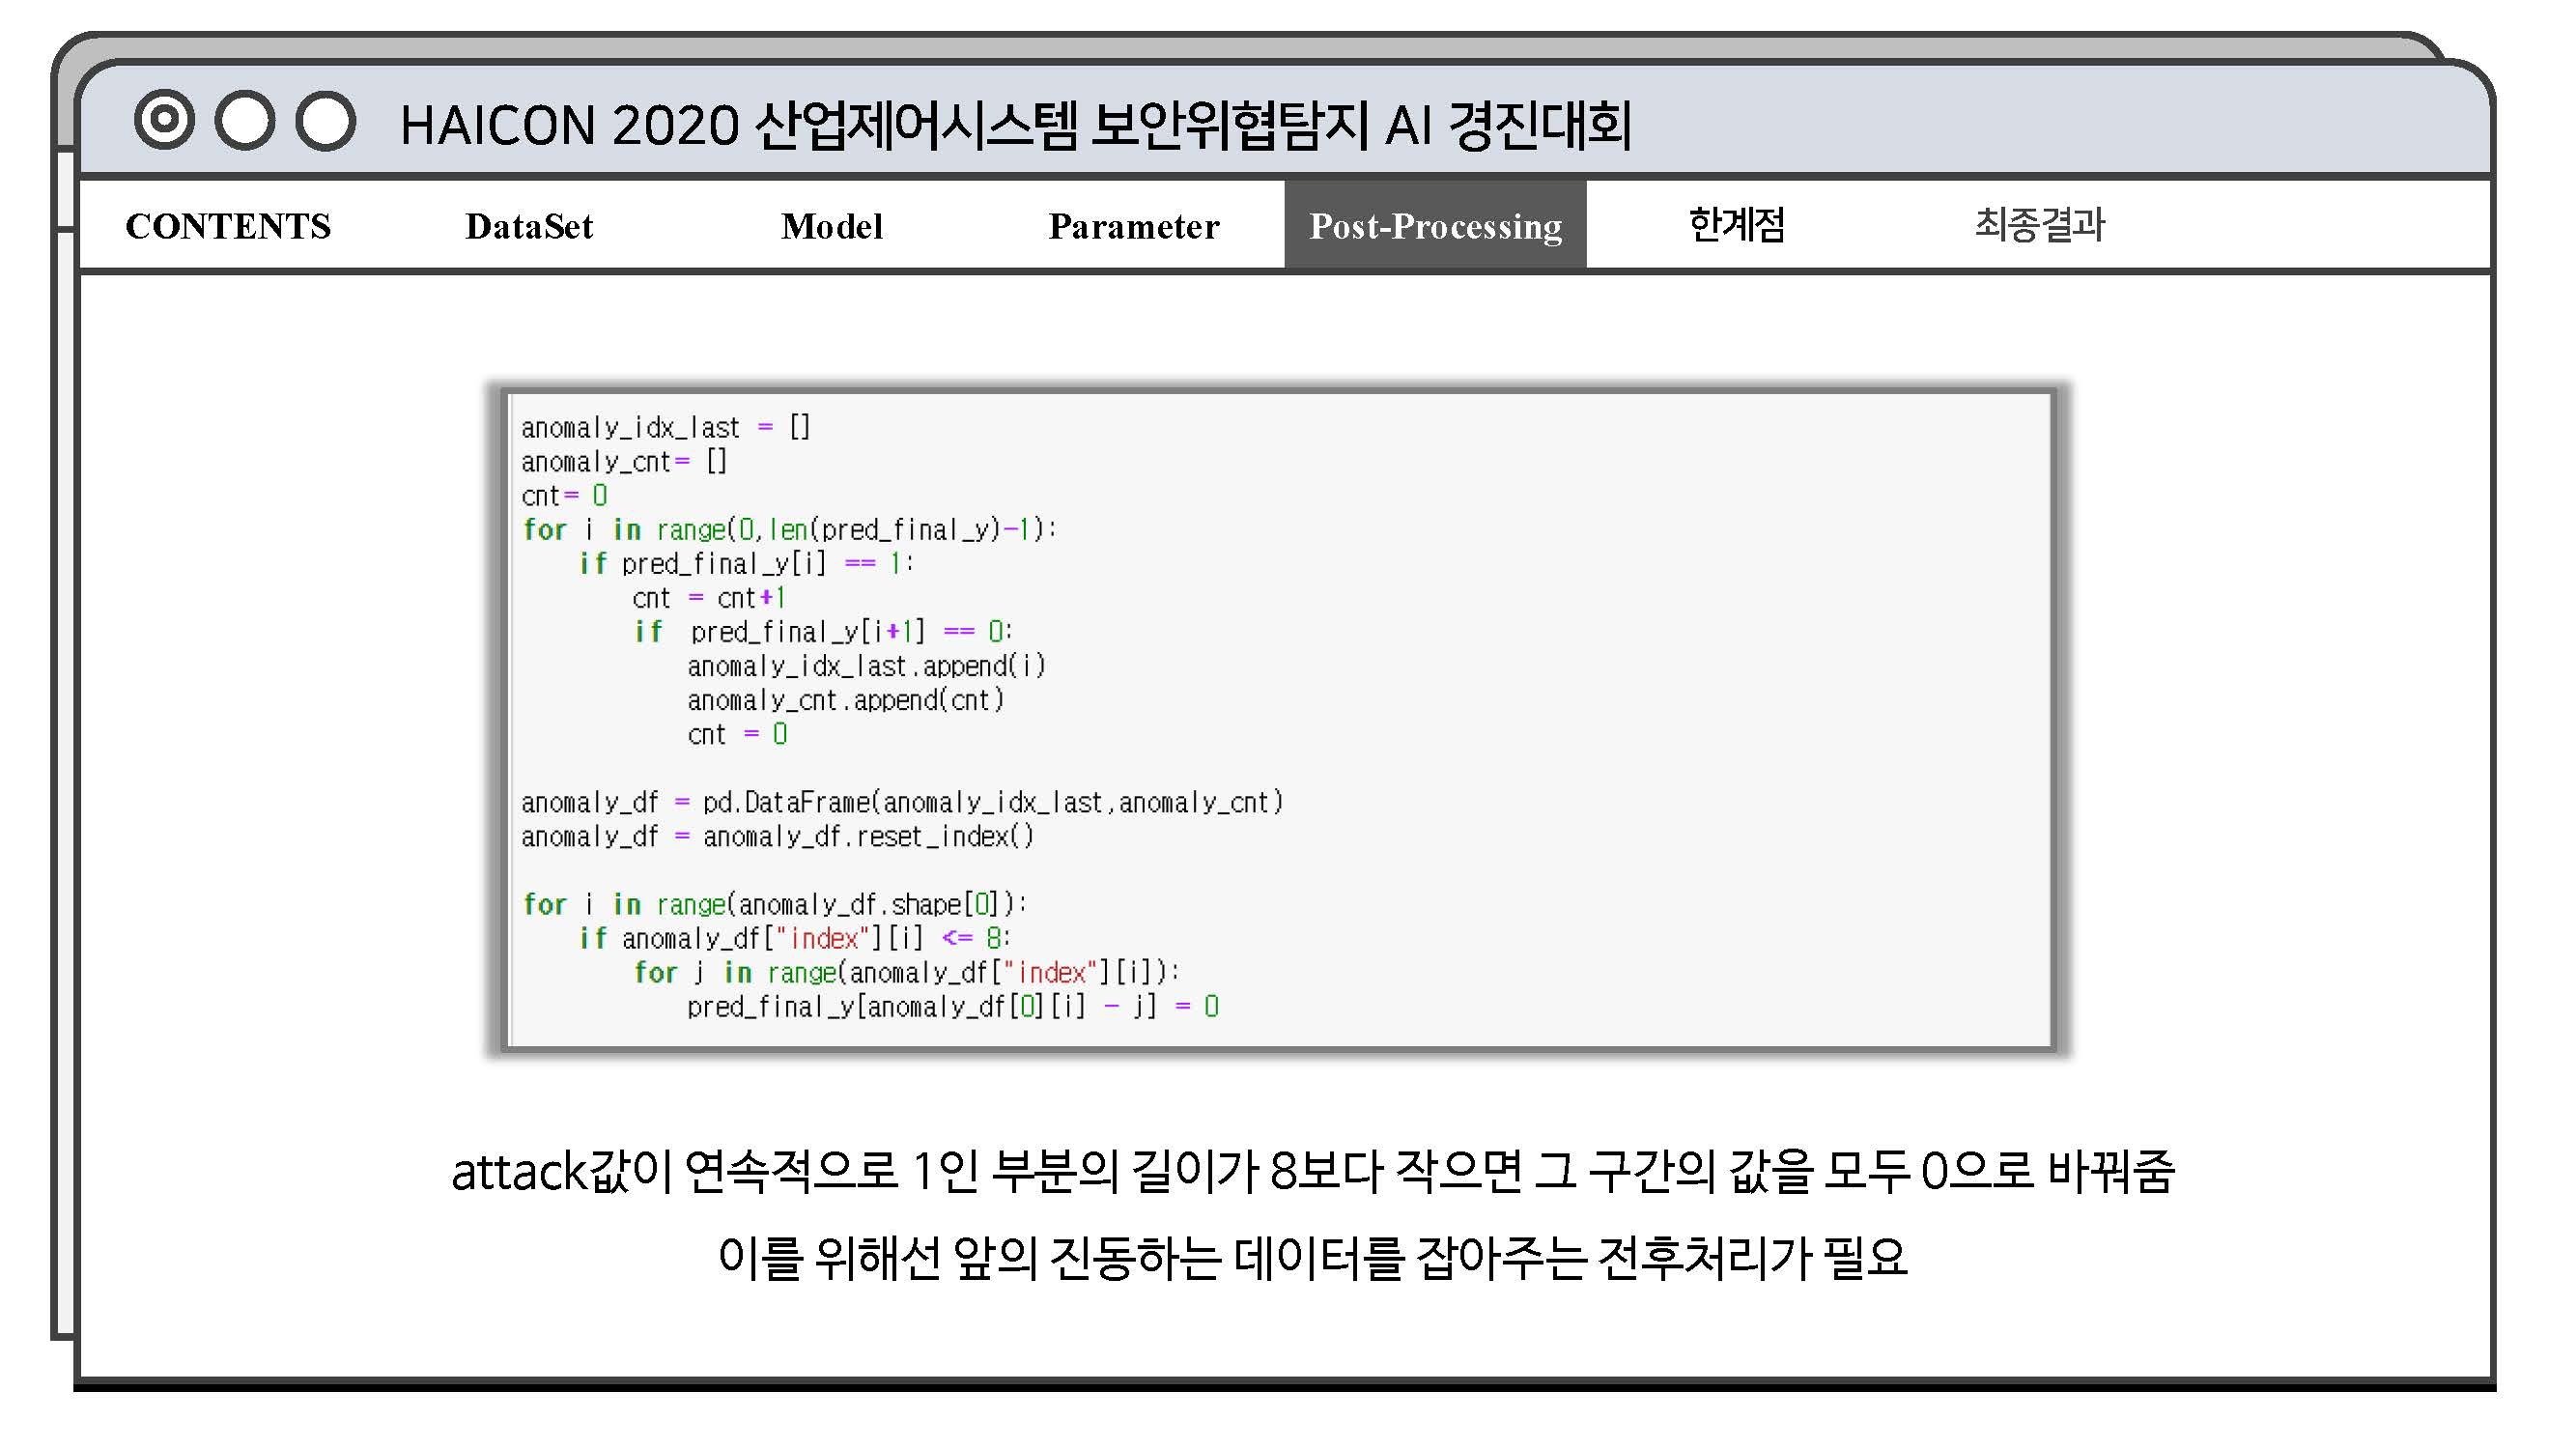 HAICON 2020 산업제어시스템 보안위협탐지 AI 경진대회
CONTENTS DataSet Model Parameter Post-Processing 한계점 최종결과
anomaly_idx_last = []
anomaly_cnt= []
cnt= 0
for i in range(0,len(pred_final_y)-1):
    if pred_final_y[i] == 1:
        cnt = cnt+1
        if  pred_final_y[i+1] == 0:
            anomaly_idx_last.append(i)
            anomaly_cnt.append(cnt)
            cnt = 0
anomaly_df = pd.DataFrame(anomaly_idx_last,anomaly_cnt)
anomaly_df = anomaly_df.reset_index()
for i in range(anomaly_df.shape[0]):
    if anomaly_df["index"][i] <= 8:
        for j in range(anomaly_df["index"][i]):
            pred_final_y[anomaly_df[0][i] - j] = 0
attack값이 연속적으로 1인 부분의 길이가 8보다 작으면 그 구간의 값을 모두 0으로 바꿔줌
이를 위해선 앞의 진동하는 데이터를 잡아주는 전후처리가 필요